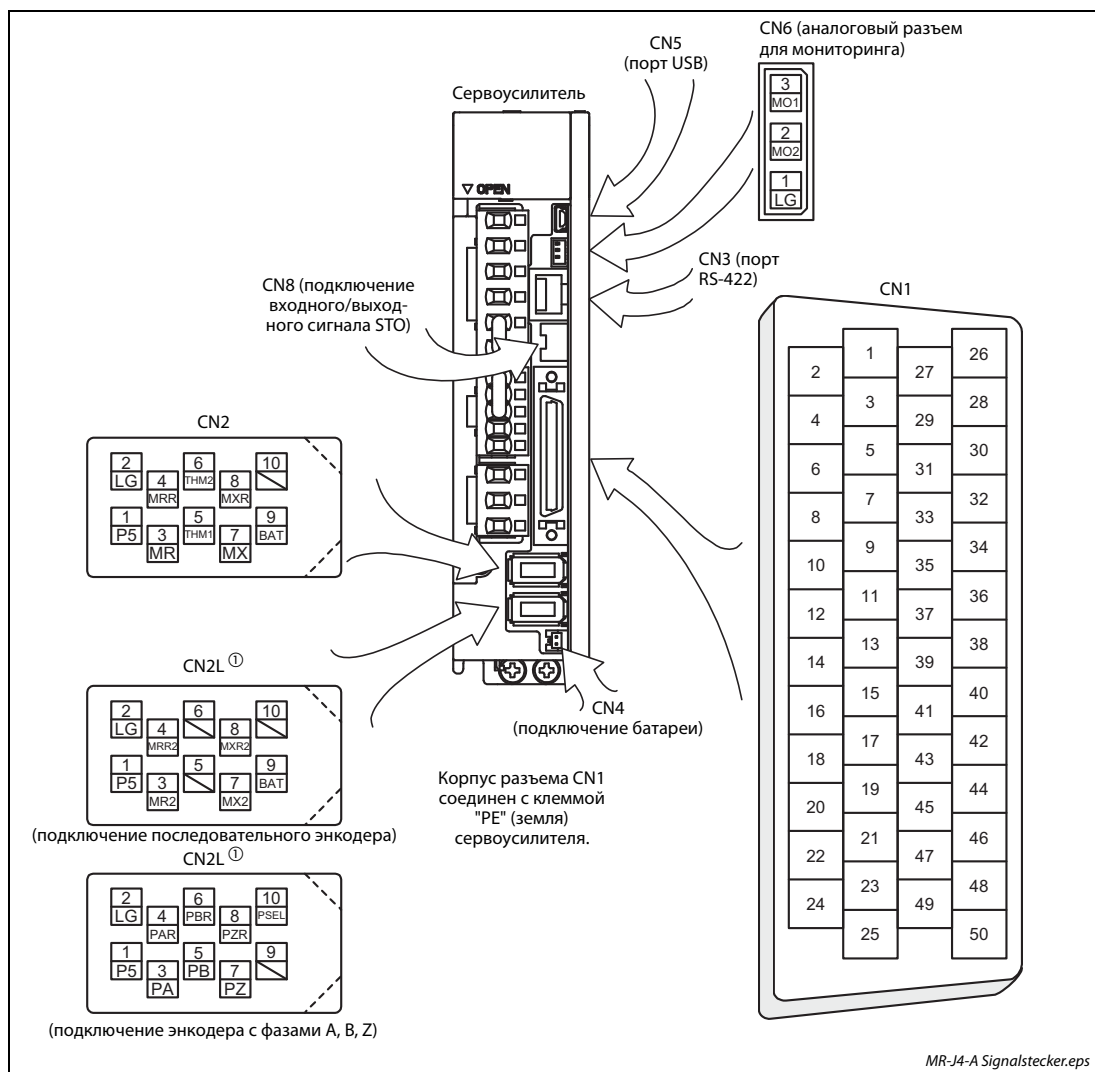 CN5
(порт USB)
CN6 (аналоговый разъем
для мониторинга)
3
MO1
2
MO2
1
LG
Сервоусилитель
▽ OPEN
CN3 (порт
RS-422)
CN8 (подключение
входного/выход-
ного сигнала STO)
CN1
1
2
3
4
5
6
7
8
9
10
11
12
13
14
15
16
17
18
19
20
21
22
23
24
25
26
27
28
29
30
31
32
33
34
35
36
37
38
39
40
41
42
43
44
45
46
47
48
49
50
CN2
2 6 10
LG 4 THM2 8
MRR MXR
1 5 9
P5 3 THM1 7 BAT
MR MX
CN2L ①
2 6 10
LG 4 8
MRR2 MXR2
1 5 9
P5 3 7 BAT
MR2 MX2
(подключение последовательного энкодера)
CN2L ①
2 6 10
LG 4 PBR 8 PSEL
PAR PZR
1 5 9
P5 3 PB 7
PA PZ
(подключение энкодера с фазами A, B, Z)
CN4
(подключение батареи)
Корпус разъема CN1
соединен с клеммой
"PE" (земля)
сервоусилителя.
MR-J4-A Signalstecker.eps